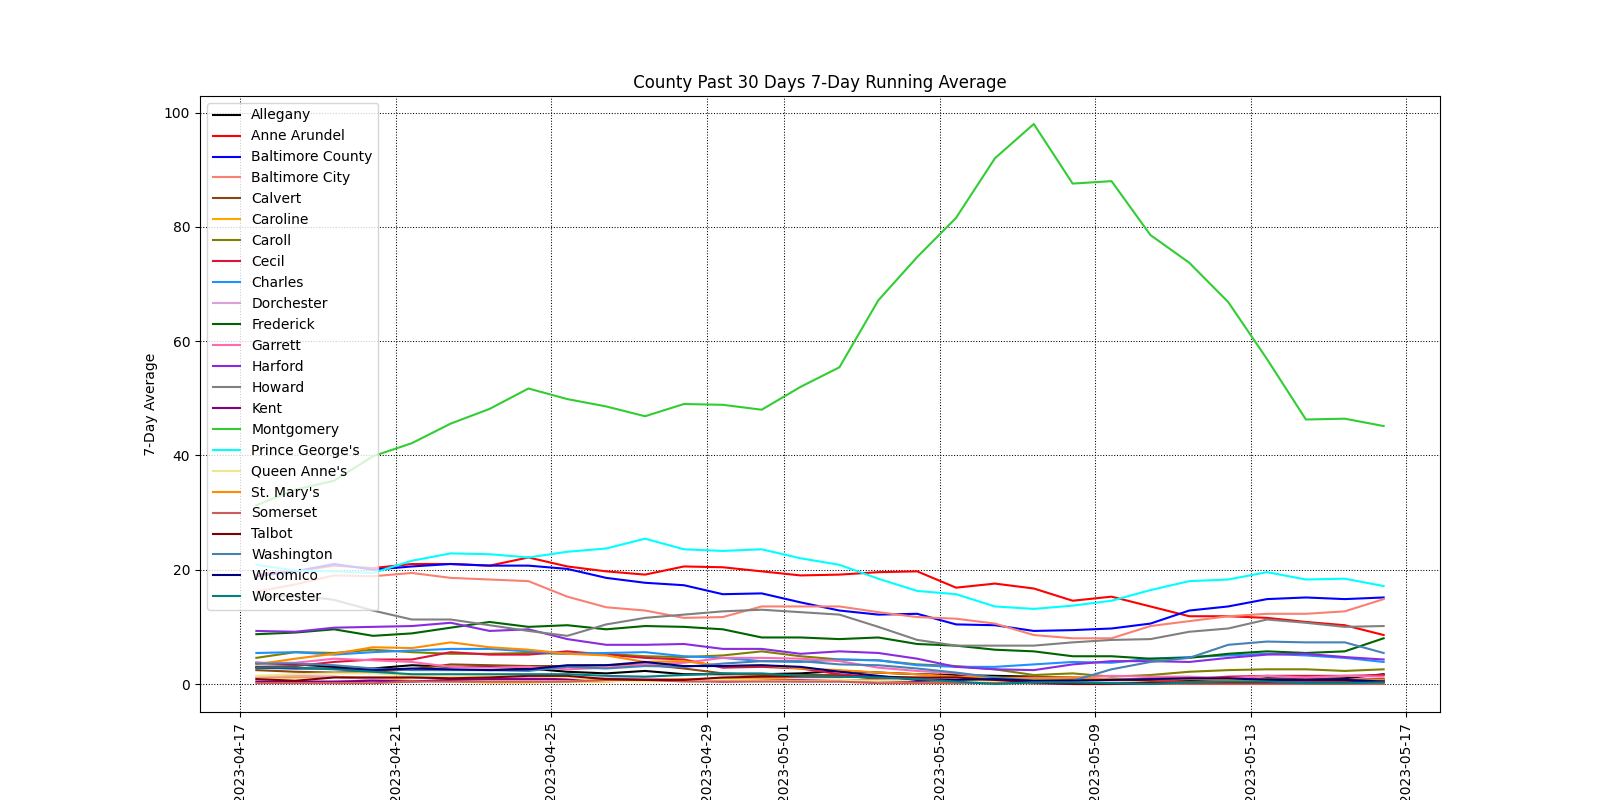 County Past 30 Days 7-Day Running Average
7-Day Average
100
80
60
40
20
0
Allegany
Anne Arundel
Baltimore County
Baltimore City
Calvert
Caroline
Caroll
Cecil
Charles
Dorchester
Frederick
Garrett
Harford
Howard
Kent
Montgomery
Prince George's
Queen Anne's
St. Mary's
Somerset
Talbot
Washington
Wicomico
Worcester
2023-04-17
2023-04-21
2023-04-25
2023-04-29
2023-05-01
2023-05-05
2023-05-09
2023-05-13
2023-05-17